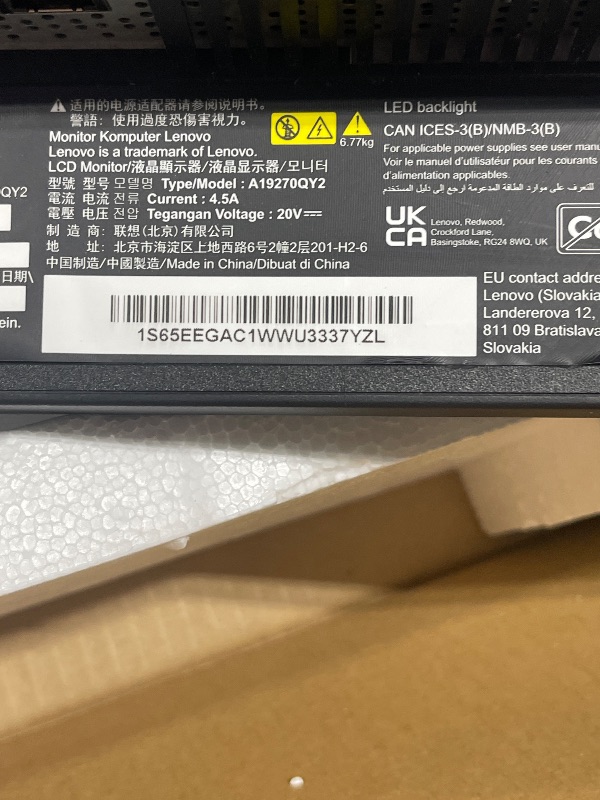 适用的电源适配器请参阅说明书。
警語：使用過度恐傷害視力。
Monitor Komputer Lenovo
Lenovo is a trademark of Lenovo.
LCD Monitor/液晶顯示器/液晶显示器/모니터
型號 型号 모델명 Type/Model : A19270QY2
電流 电流 전류 Current : 4.5A
電壓 电压 전압 Tegangan Voltage : 20V⎓
制 造 商: 联想(北京)有限公司
地 址: 北京市海淀区上地西路6号2幢2层201-H2-6
中国制造/中國製造/Made in China/Dibuat di China
6.77kg
1S65EEGAC1WWU3337YZL
LED backlight
CAN ICES-3(B)/NMB-3(B)
For applicable power supplies see user manu
Voir le manuel d'utilisateur pour les courants
d'alimentation applicables.
للتعرف على موارد الطاقة المدعومة ارجع إلى دليل المستخدم
UK
CA
Lenovo, Redwood,
Crockford Lane,
Basingstoke, RG24 8WQ, UK
EU contact addre
Lenovo (Slovakia
Landererova 12,
811 09 Bratislava
Slovakia
0QY2
日期\
ein.